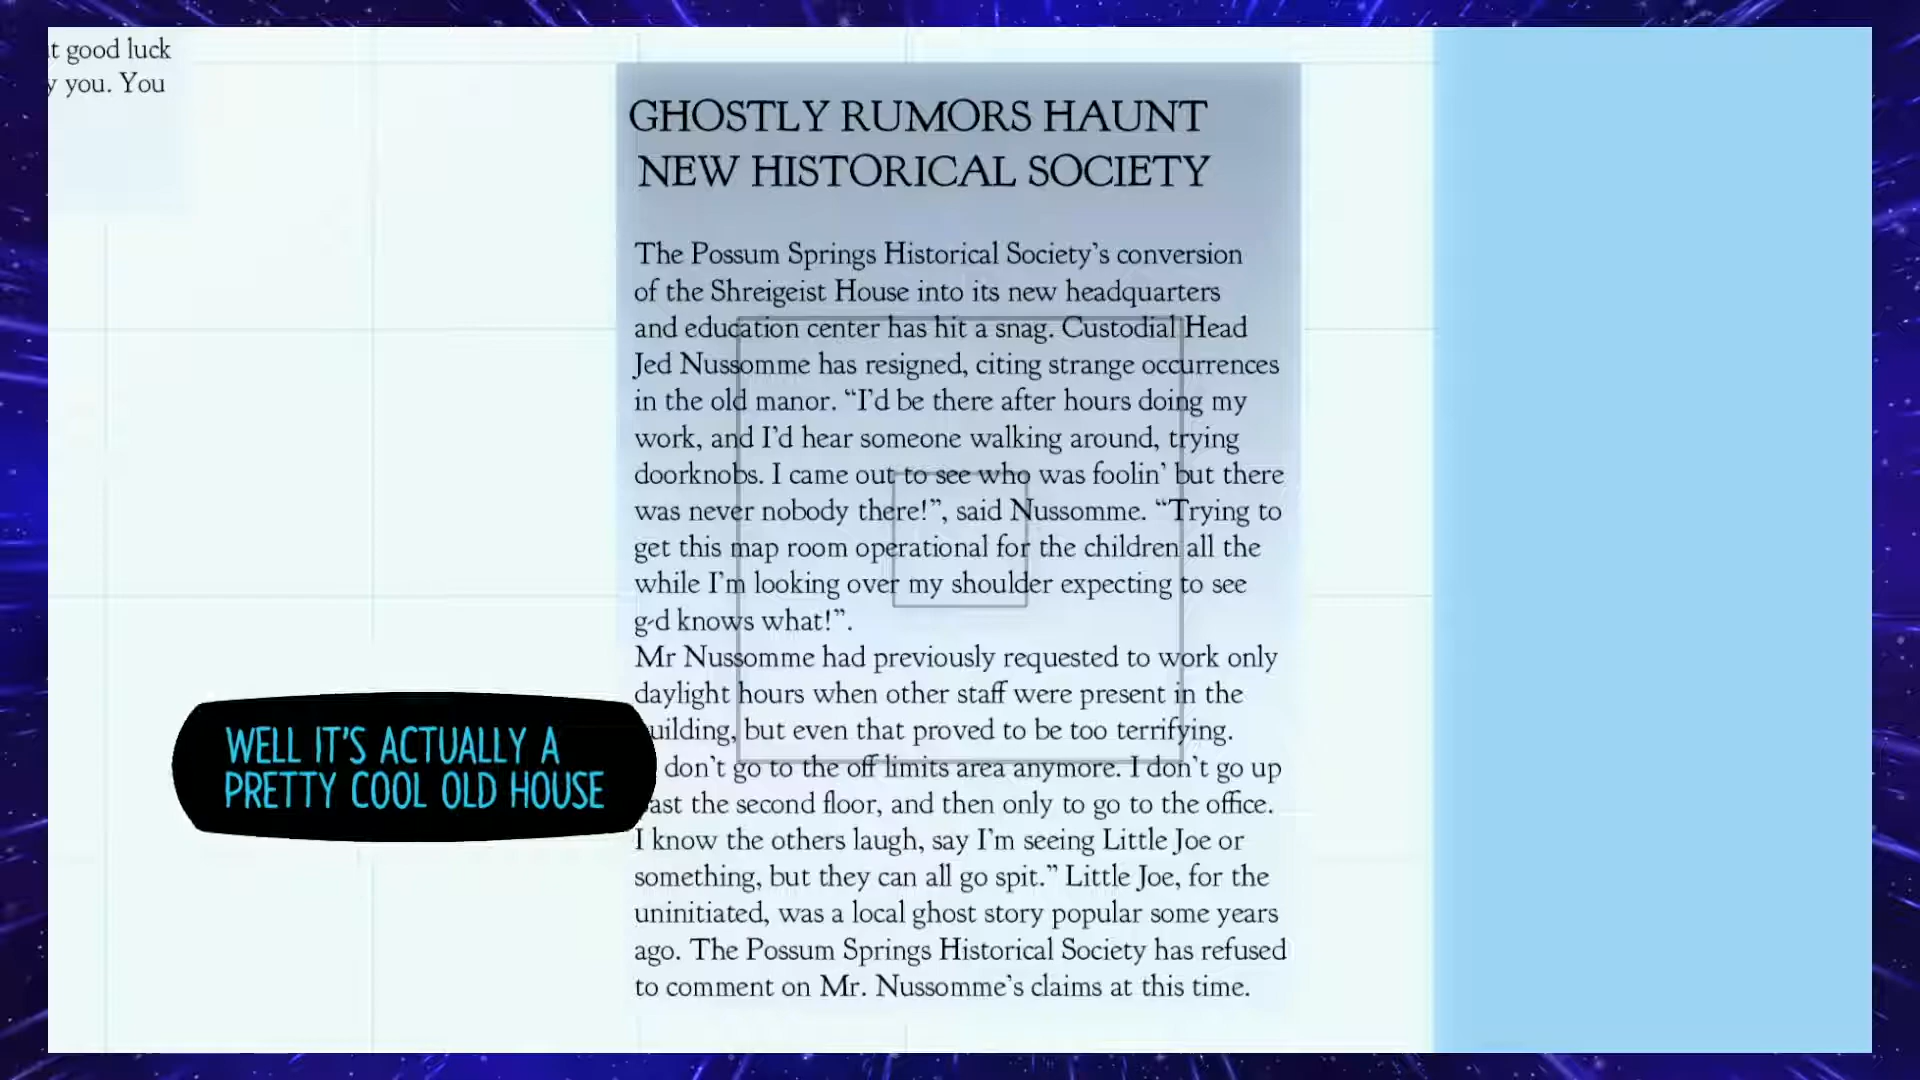 t good luck
y you. You
GHOSTLY RUMORS HAUNT
NEW HISTORICAL SOCIETY
The Possum Springs Historical Society's conversion
of the Shreigeist House into its new headquarters
and education center has hit a snag. Custodial Head
Jed Nussomme has resigned, citing strange occurrences
in the old manor. “I'd be there after hours doing my
work, and I'd hear someone walking around, trying
doorknobs. I came out to see who was foolin' but there
was never nobody there!”, said Nussomme. “Trying to
get this map room operational for the children all the
while I'm looking over my shoulder expecting to see
g-d knows what!”.
Mr Nussomme had previously requested to work only
daylight hours when other staff were present in the
uilding, but even that proved to be too terrifying.
don't go to the off limits area anymore. I don't go up
ast the second floor, and then only to go to the office.
I know the others laugh, say I'm seeing Little Joe or
something, but they can all go spit.” Little Joe, for the
uninitiated, was a local ghost story popular some years
ago. The Possum Springs Historical Society has refused
to comment on Mr. Nussomme's claims at this time.
WELL IT'S ACTUALLY A
PRETTY COOL OLD HOUSE